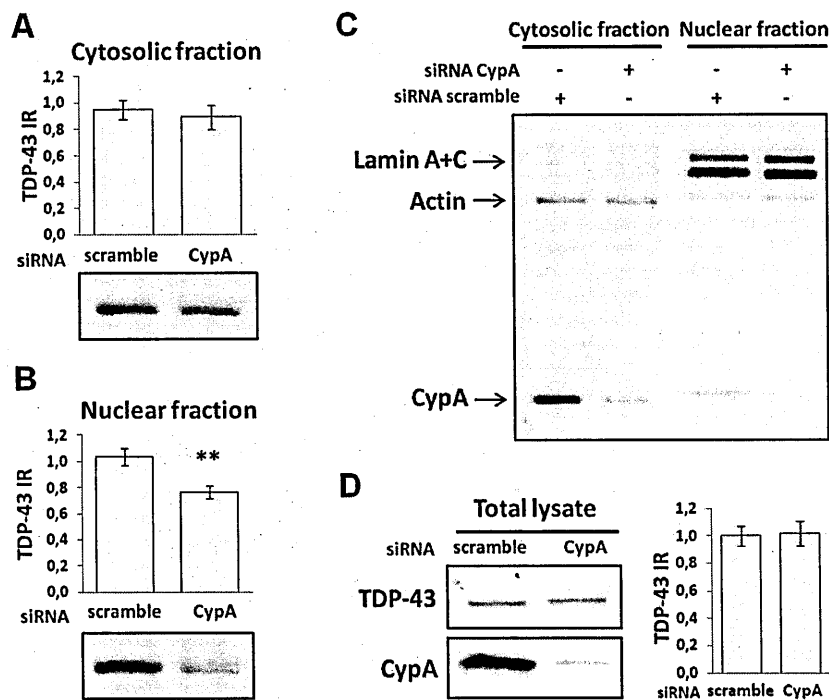 A
Cytosolic fraction
TDP-43 IR
1,2
1,0
0,8
0,6
0,4
0,2
0,0
siRNA scramble CypA
B
Nuclear fraction
TDP-43 IR
1,2
1,0
0,8
0,6
0,4
0,2
0,0
**
siRNA scramble CypA
C
Cytosolic fraction Nuclear fraction
siRNA CypA - + - +
siRNA scramble + - + -
Lamin A+C
Actin
CypA
D
Total lysate
siRNA scramble CypA
TDP-43
CypA
TDP-43 IR
1,2
1,0
0,8
0,6
0,4
0,2
0,0
siRNA scramble CypA